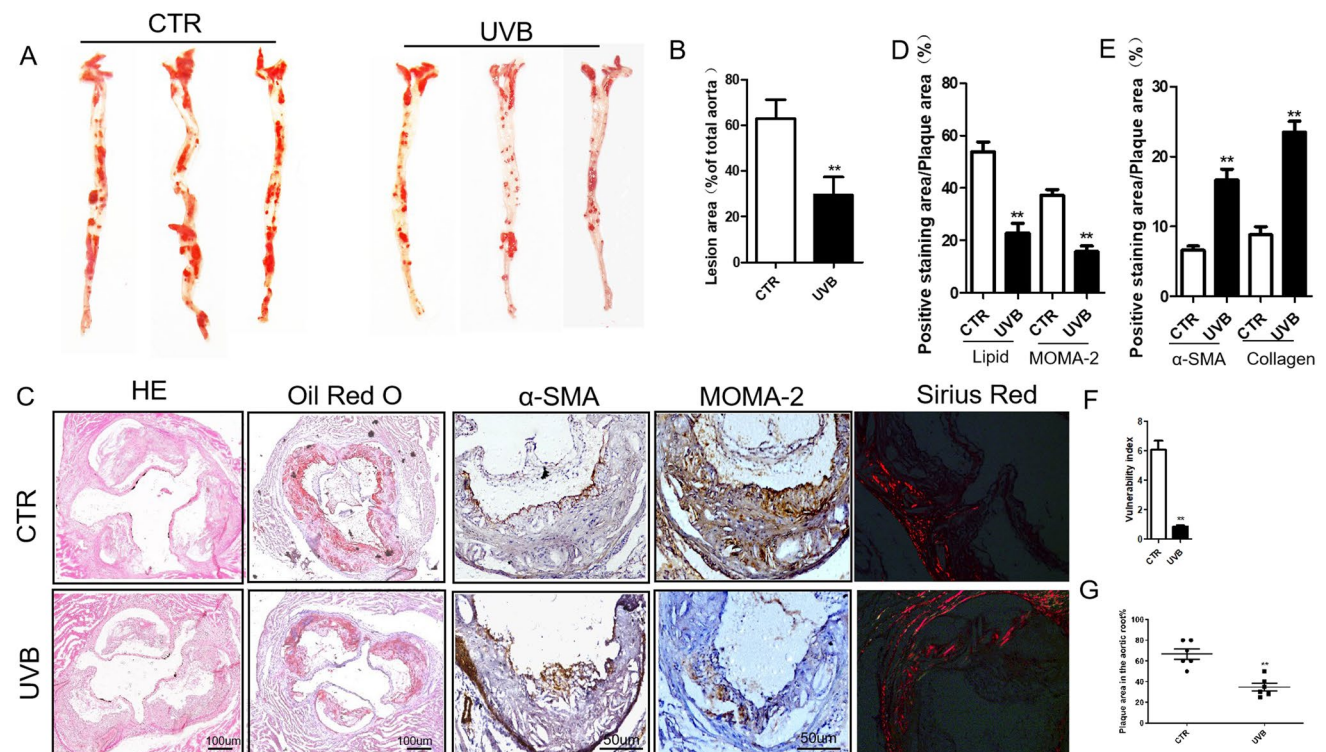 CTR
UVB
A
B
Lesion area (%of total aorta)
80
60
40
20
0
**
CTR
UVB
D
Positive staining area/Plaque area (%)
80
60
40
20
0
**
**
CTR
UVB
CTR
UVB
Lipid
MOMA-2
E
Positive staining area/Plaque area (%)
30
20
10
0
**
**
CTR
UVB
CTR
UVB
α-SMA
Collagen
C
HE
Oil Red O
α-SMA
MOMA-2
Sirius Red
CTR
UVB
100um
100um
50um
50um
F
Vulnerability index
8
6
4
2
0
**
CTR
UVB
G
Plaque area in the aortic root%
100
80
60
40
20
0
**
CTR
UVB